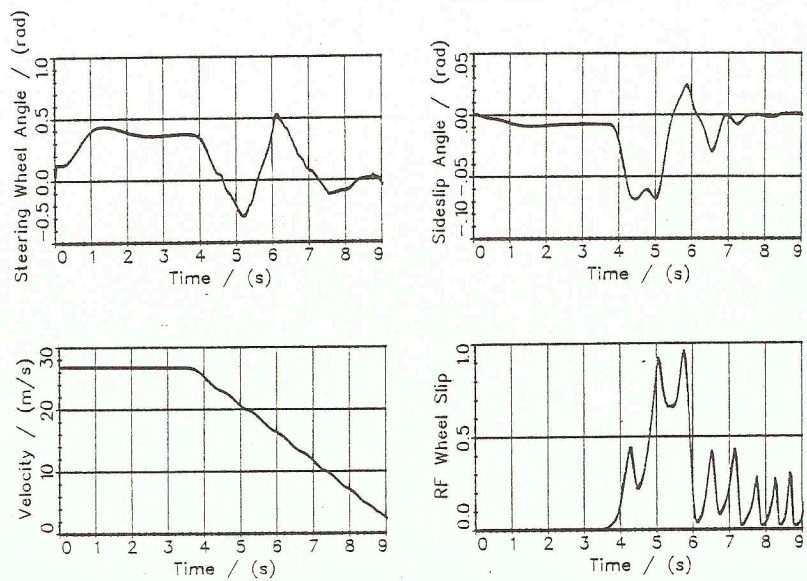 Steering Wheel Angle / (rad)
1.0
0.5
0.0
−0.5
0 1 2 3 4 5 6 7 8 9
Time / (s)
Sideslip Angle / (rad)
.05
0.0
−.05
−.10
0 1 2 3 4 5 6 7 8 9
Time / (s)
Velocity / (m/s)
30
20
10
0
0 1 2 3 4 5 6 7 8 9
Time / (s)
RF Wheel Slip
1.0
0.5
0.0
0 1 2 3 4 5 6 7 8 9
Time / (s)